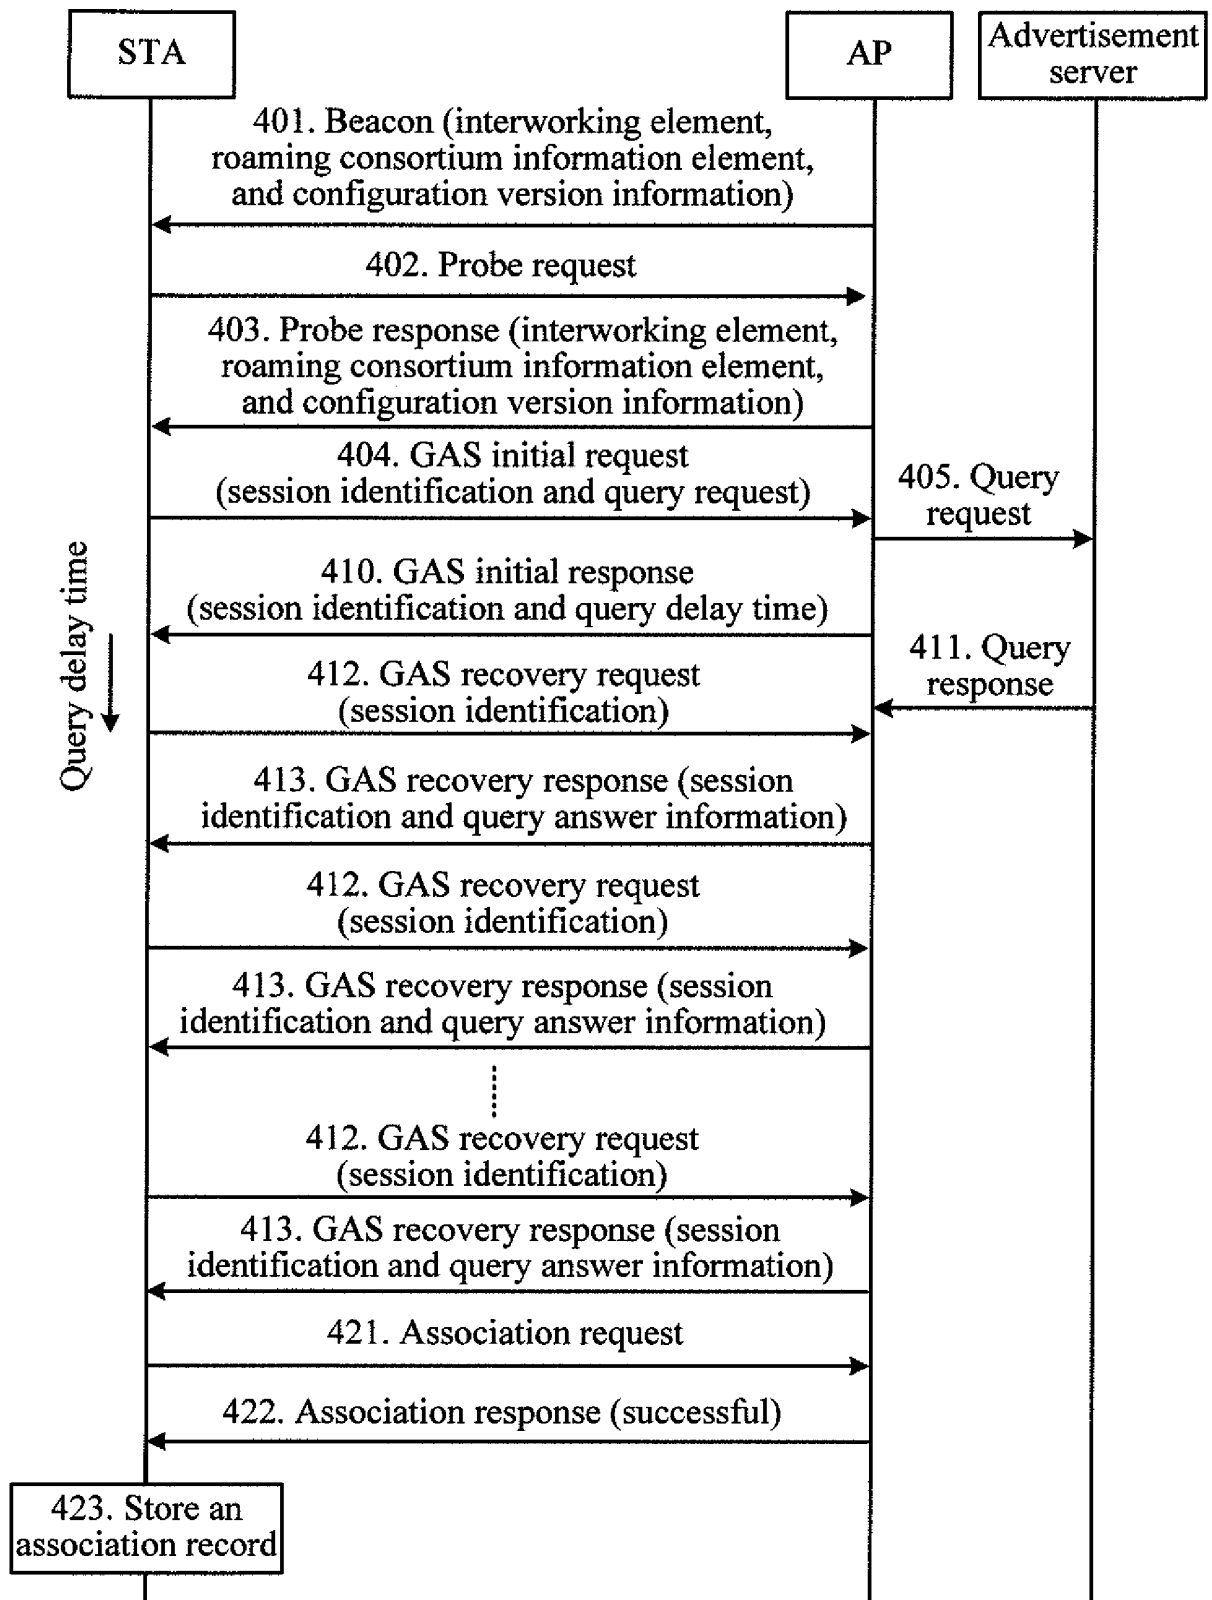 STA
AP
Advertisement
server
401. Beacon (interworking element,
roaming consortium information element,
and configuration version information)
402. Probe request
403. Probe response (interworking element,
roaming consortium information element,
and configuration version information)
404. GAS initial request
(session identification and query request)
405. Query
request
Query delay time
410. GAS initial response
(session identification and query delay time)
411. Query
response
412. GAS recovery request
(session identification)
413. GAS recovery response (session
identification and query answer information)
412. GAS recovery request
(session identification)
413. GAS recovery response (session
identification and query answer information)
412. GAS recovery request
(session identification)
413. GAS recovery response (session
identification and query answer information)
421. Association request
422. Association response (successful)
423. Store an
association record